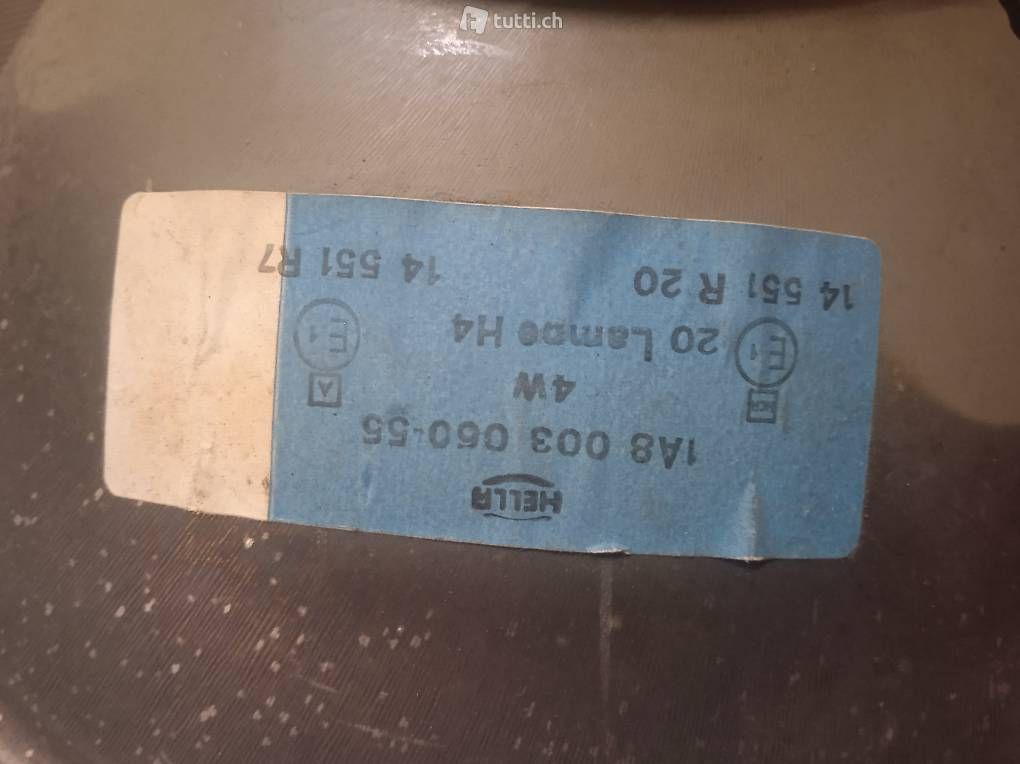 tutti.ch
HELLA
1A8 003 060-55
4W
A
E1 20 Lampe H4 E1
14 551 R 20 14 551 R7